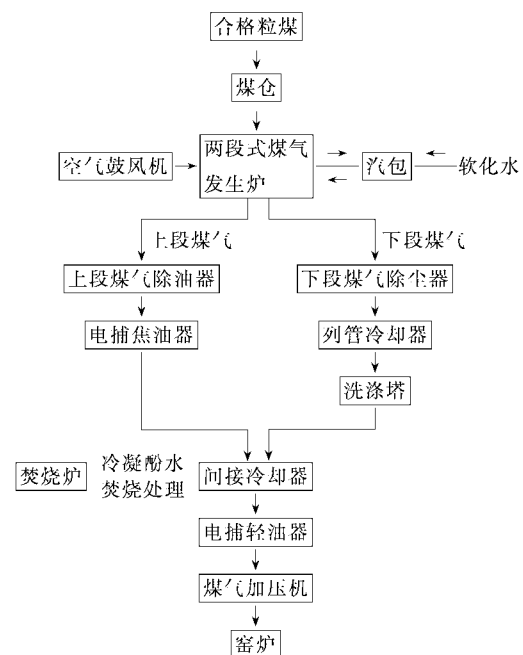 合格粒煤
煤仓
空气鼓风机
两段式煤气
发生炉
汽包
软化水
上段煤气
下段煤气
上段煤气除油器
下段煤气除尘器
电捕焦油器
列管冷却器
洗涤塔
焚烧炉
冷凝酚水
焚烧处理
间接冷却器
电捕轻油器
煤气加压机
窑炉